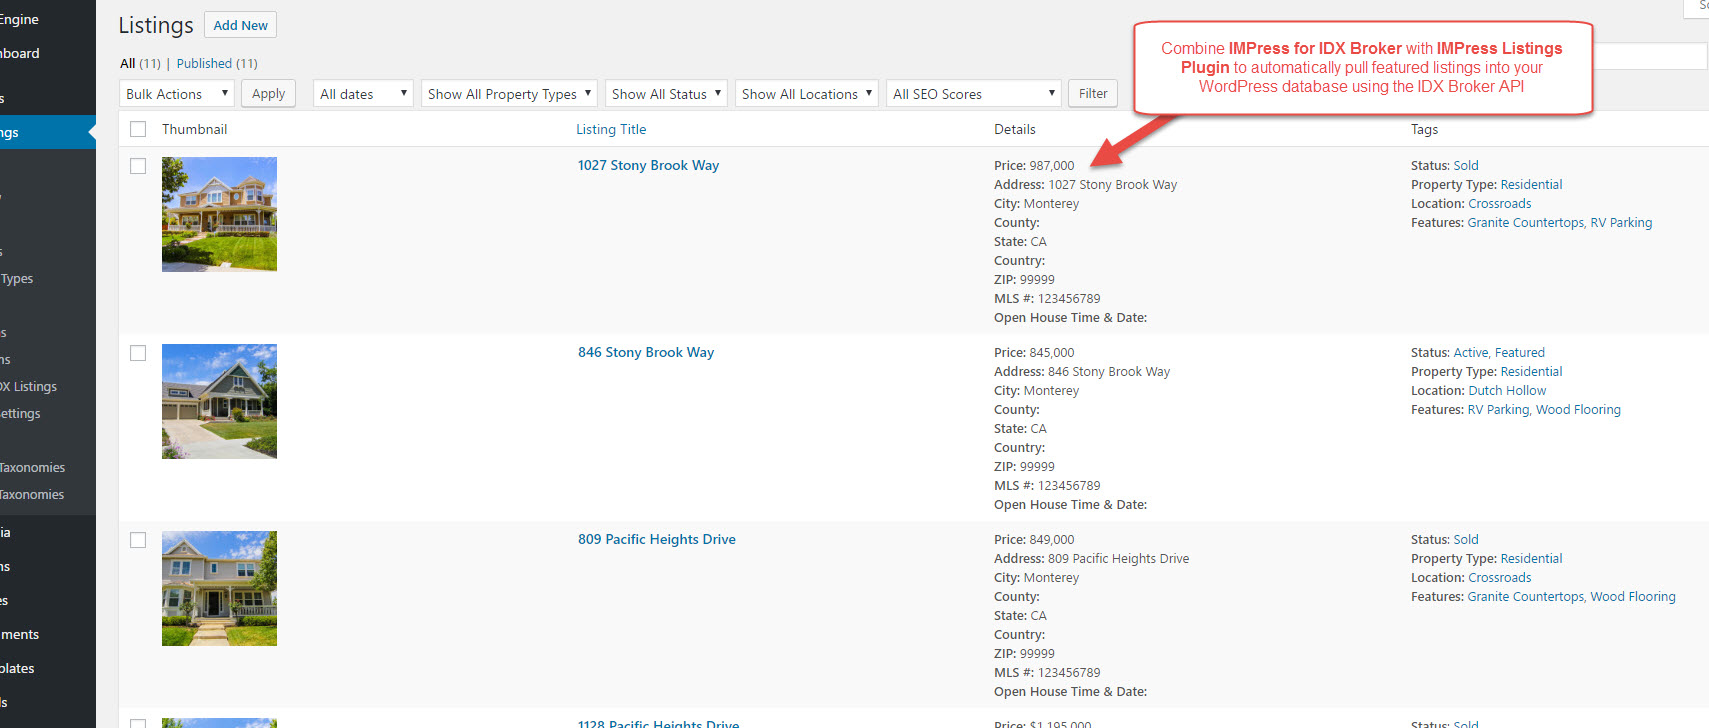 Engine
Listings
Add New
board
All (11) | Published (11)
Bulk Actions
Apply
All dates
Show All Property Types
Show All Status
Show All Locations
All SEO Scores
Filter
Combine IMPress for IDX Broker with IMPress Listings
Plugin to automatically pull featured listings into your
WordPress database using the IDX Broker API
ngs
Thumbnail
Listing Title
Details
Tags
1027 Stony Brook Way
Price: 987,000
Address: 1027 Stony Brook Way
City: Monterey
County:
State: CA
Country:
ZIP: 99999
MLS #: 123456789
Open House Time & Date:
Status: Sold
Property Type: Residential
Location: Crossroads
Features: Granite Countertops, RV Parking
Types
846 Stony Brook Way
Price: 845,000
Address: 846 Stony Brook Way
City: Monterey
County:
State: CA
Country:
ZIP: 99999
MLS #: 123456789
Open House Time & Date:
Status: Active, Featured
Property Type: Residential
Location: Dutch Hollow
Features: RV Parking, Wood Flooring
ns
X Listings
ettings
Taxonomies
Taxonomies
809 Pacific Heights Drive
Price: 849,000
Address: 809 Pacific Heights Drive
City: Monterey
County:
State: CA
Country:
ZIP: 99999
MLS #: 123456789
Open House Time & Date:
Status: Sold
Property Type: Residential
Location: Crossroads
Features: Granite Countertops, Wood Flooring
ia
ns
es
ments
plates
ls
1128 Pacific Heights Drive
Price: $1,195,000
Status: Sold